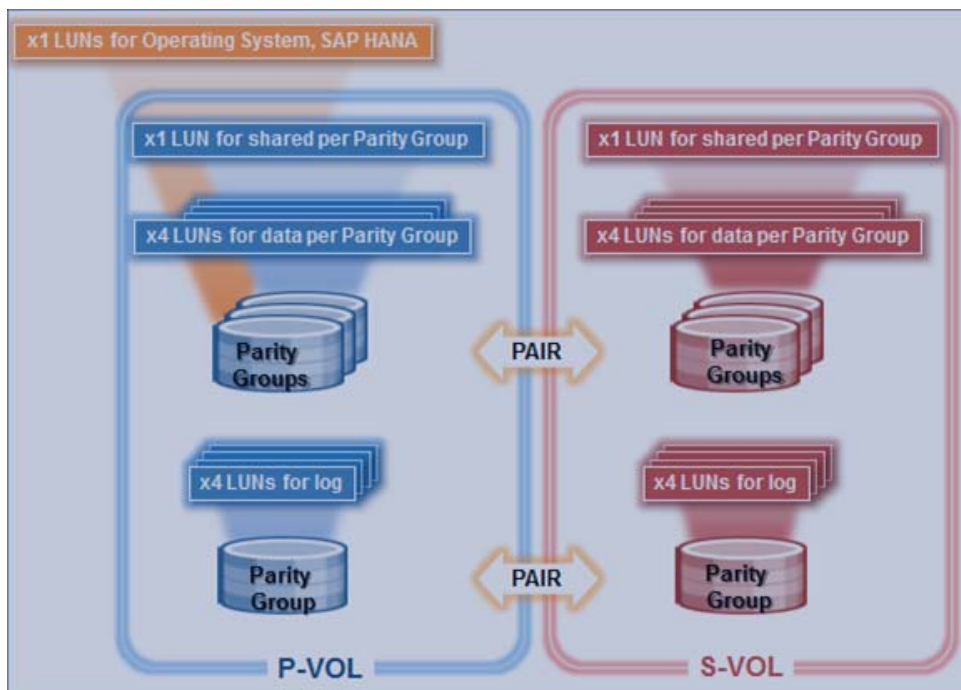 x1 LUNs for Operating System, SAP HANA
x1 LUN for shared per Parity Group
x4 LUNs for data per Parity Group
Parity
Groups
x4 LUNs for log
Parity
Group
P-VOL
PAIR
PAIR
x1 LUN for shared per Parity Group
x4 LUNs for data per Parity Group
Parity
Groups
x4 LUNs for log
Parity
Group
S-VOL